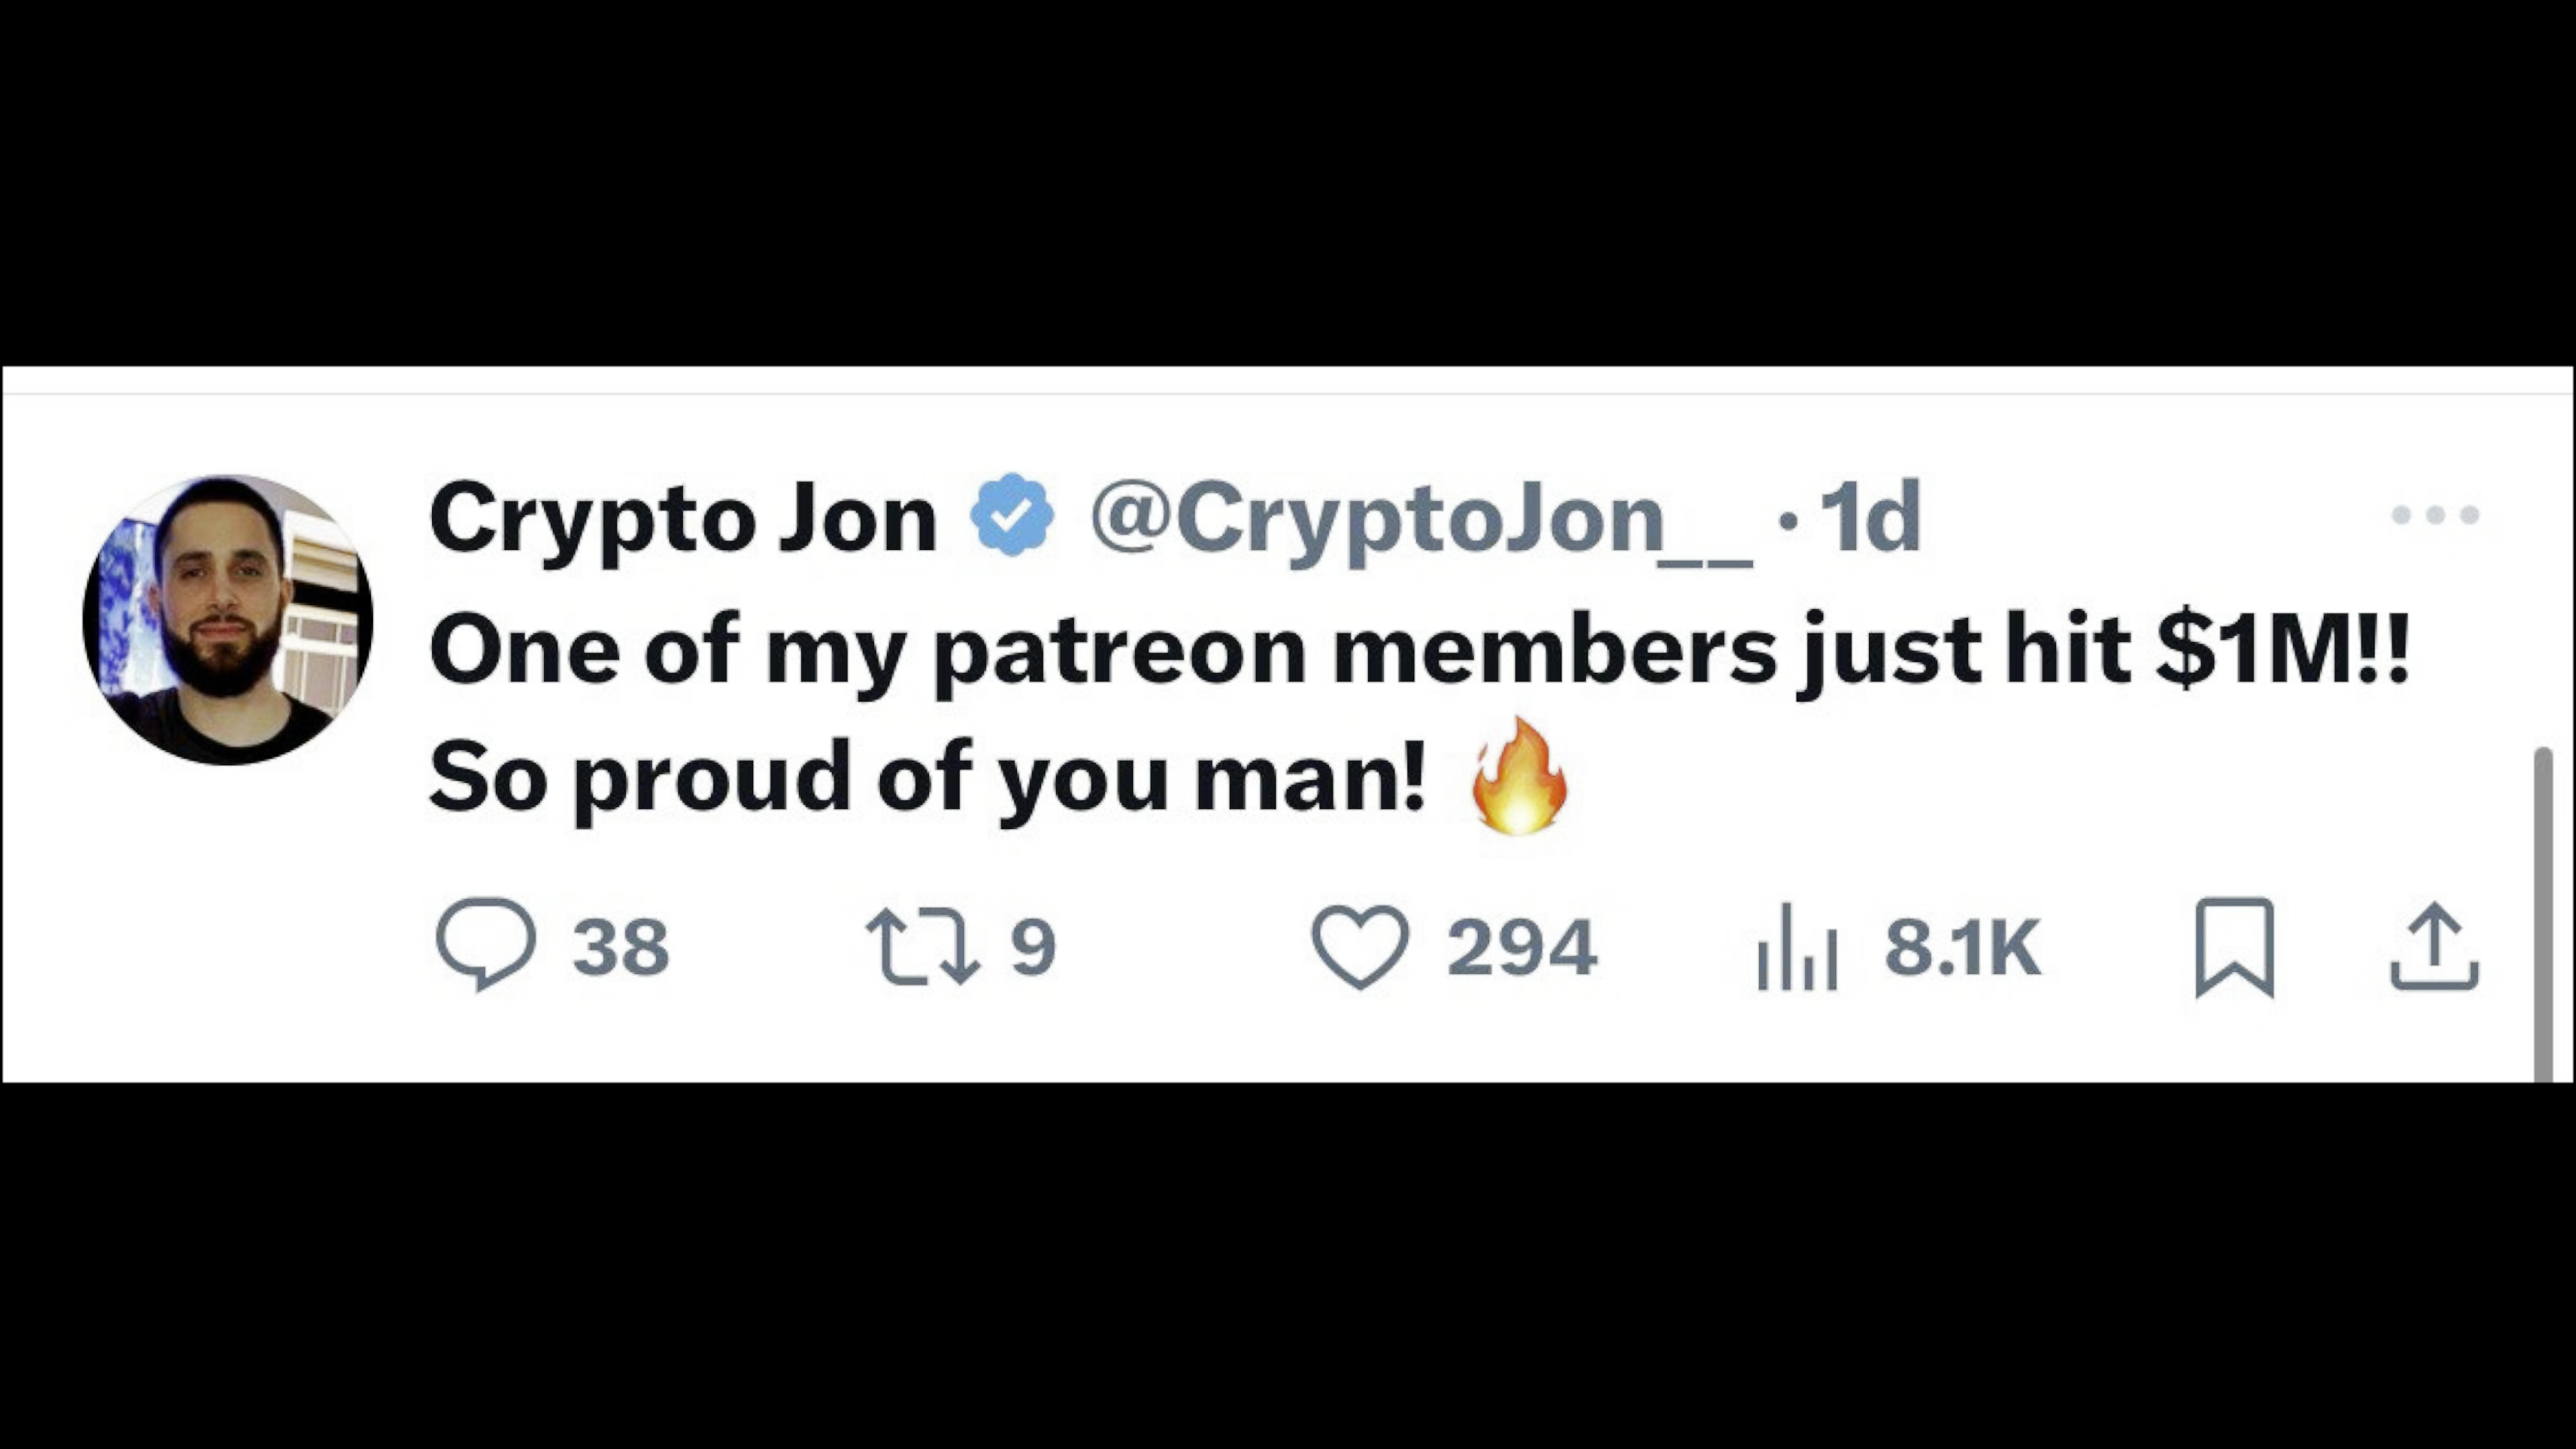 Crypto Jon @CryptoJon__ · 1d
One of my patreon members just hit $1M!!
So proud of you man! 🔥
38 9 294 8.1K